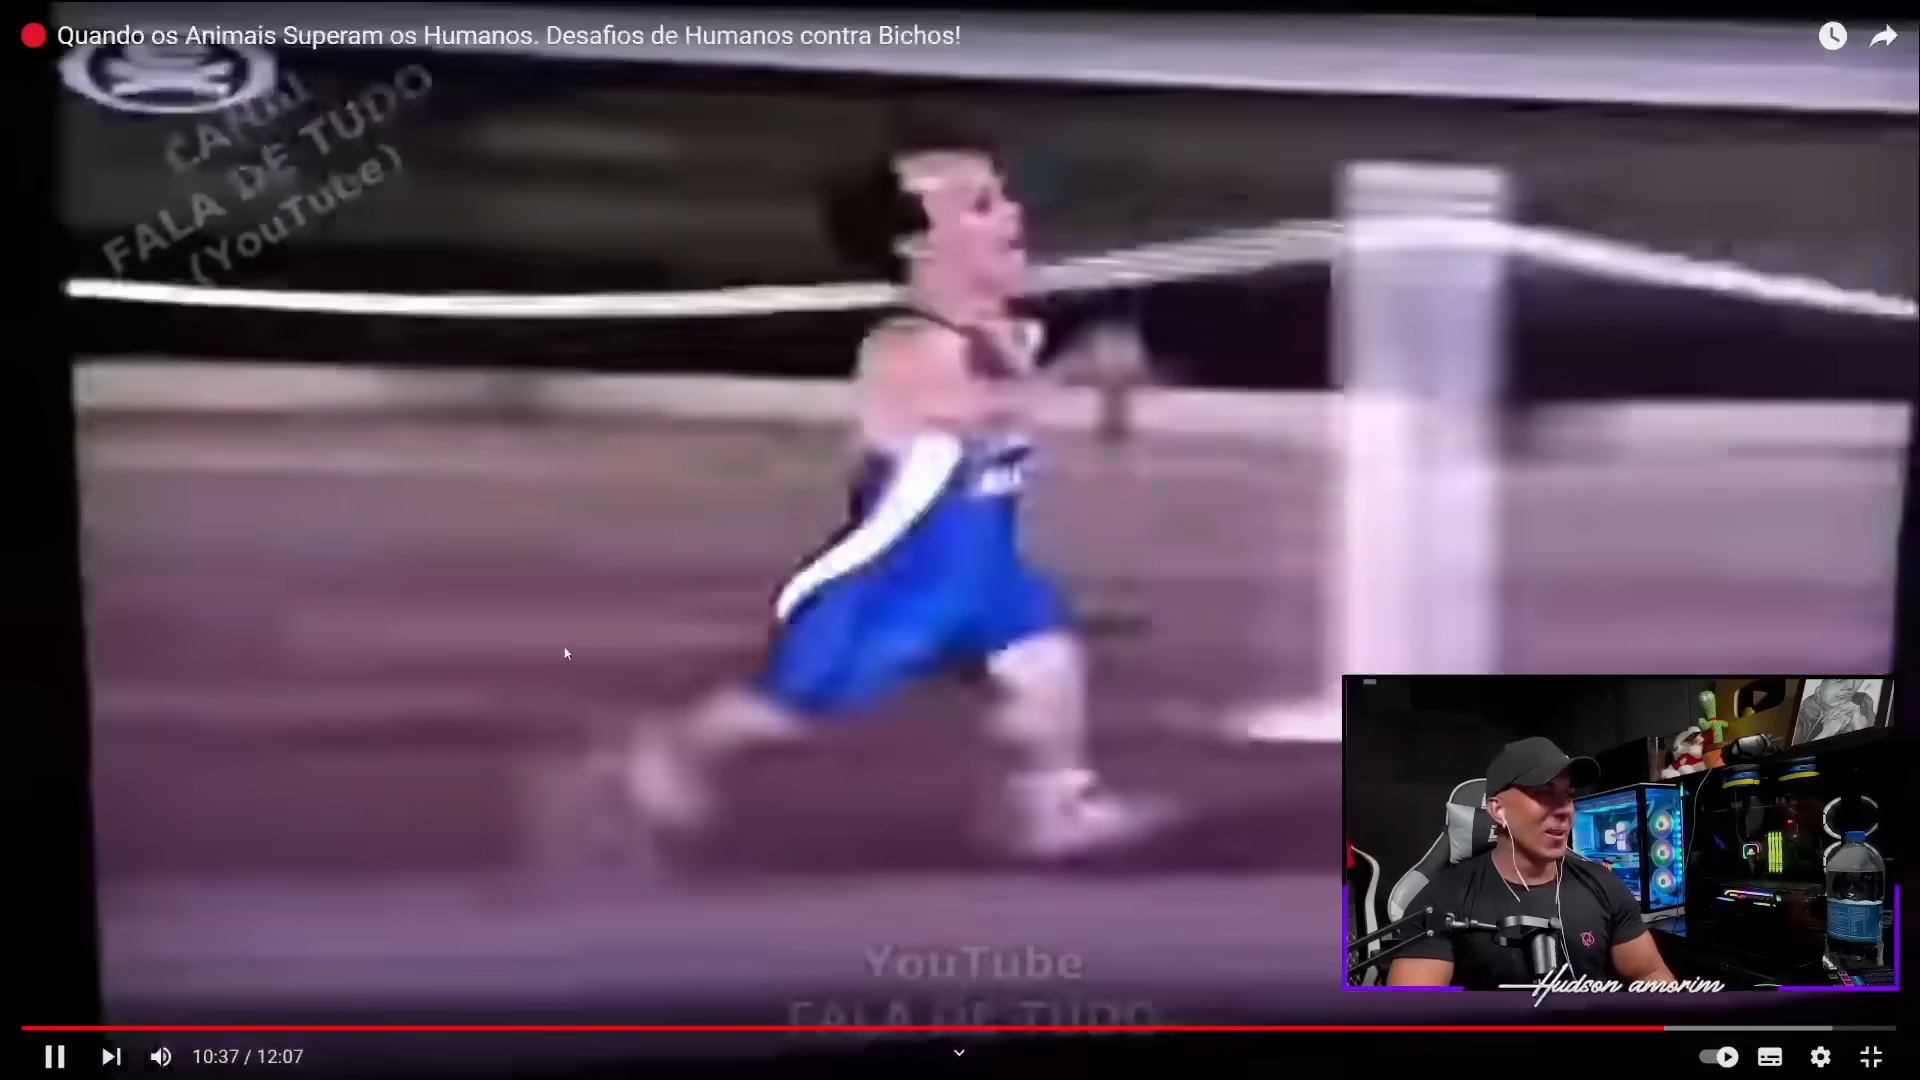 Quando os Animais Superam os Humanos. Desafios de Humanos contra Bichos!
CANAL
FALA DE TUDO
(YouTube)
Hudson amorim
YouTube
FALA DE TUDO
10:37 / 12:07